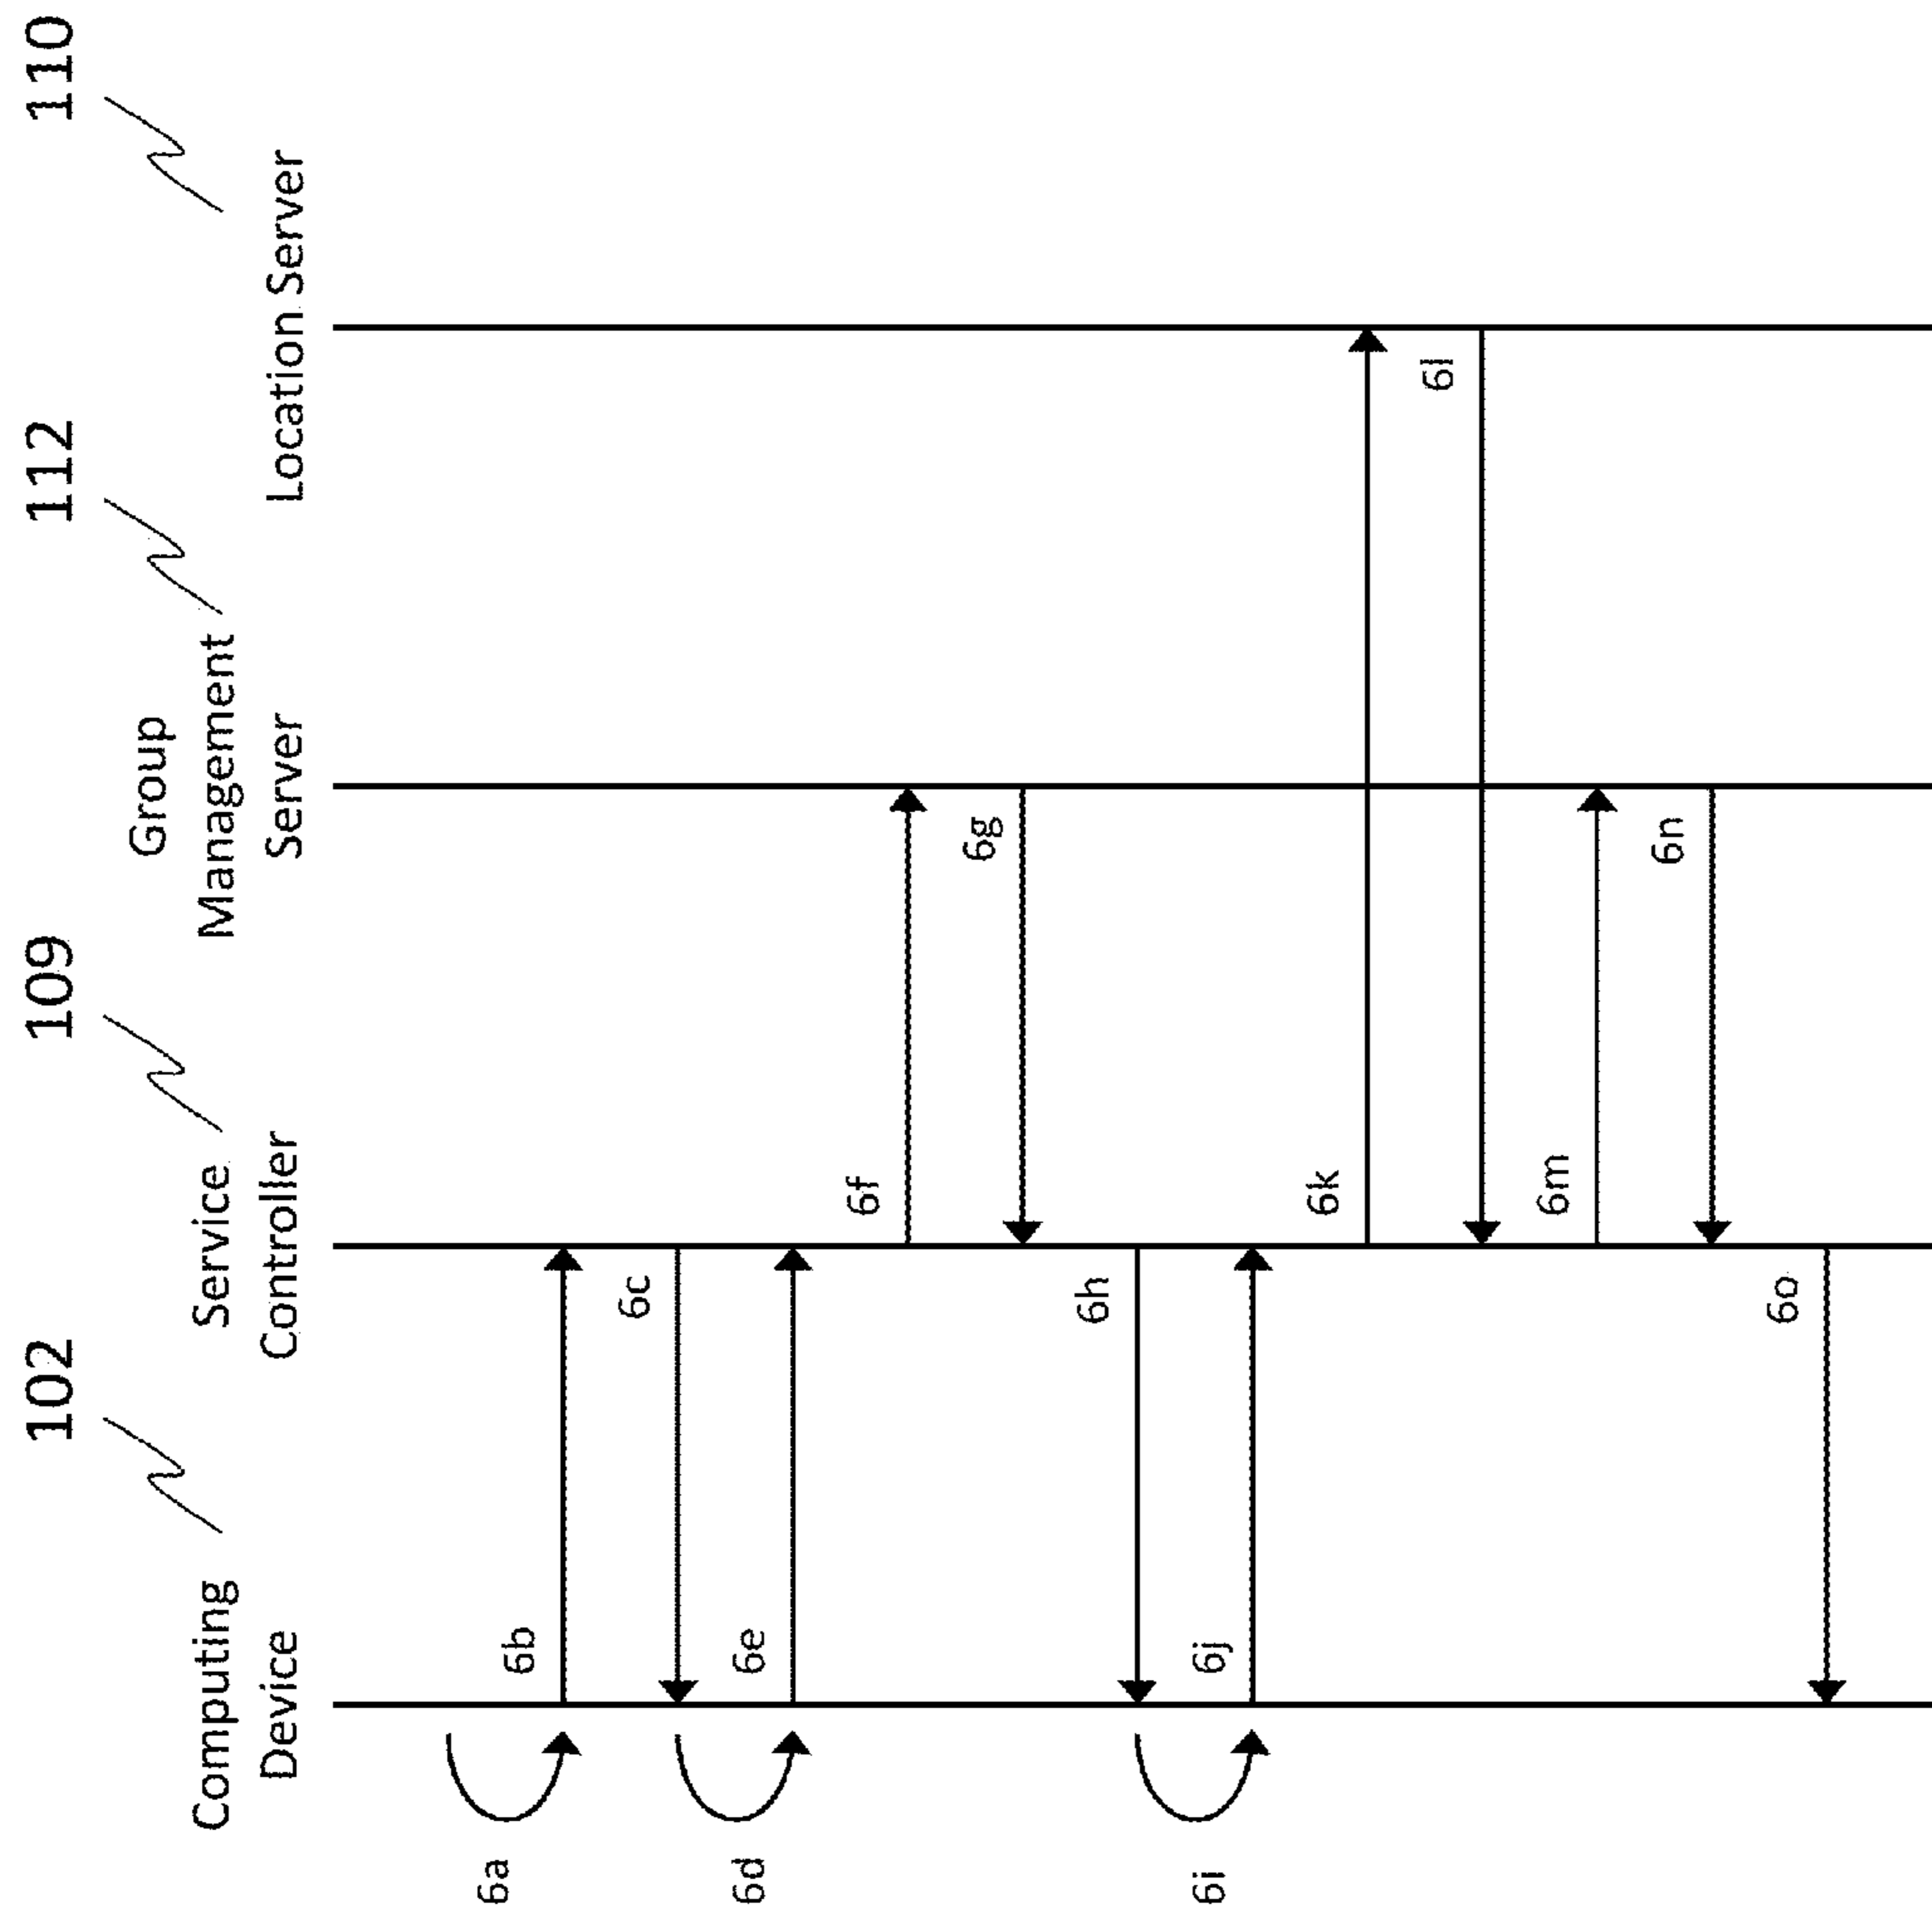 102
109
112
110
Computing
Device
Service
Controller
Group
Management
Server
Location Server
6a
6b
6c
6d
6e
6f
6g
6h
6i
6j
6k
6l
6m
6n
6o